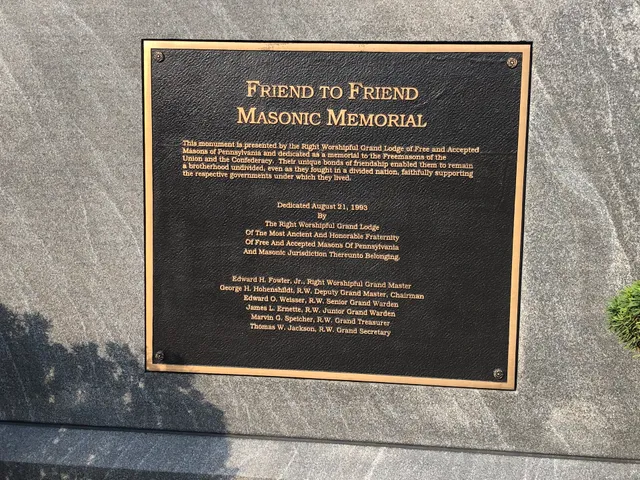 FRIEND TO FRIEND
MASONIC MEMORIAL
This monument is presented by the Right Worshipful Grand Lodge of Free and Accepted
Masons of Pennsylvania and dedicated as a memorial to the Freemasons of the
Union and the Confederacy. Their unique bonds of friendship enabled them to remain
a brotherhood undivided, even as they fought in a divided nation, faithfully supporting
the respective governments under which they lived.
Dedicated August 21, 1993
By
The Right Worshipful Grand Lodge
Of The Most Ancient And Honorable Fraternity
Of Free And Accepted Masons Of Pennsylvania
And Masonic Jurisdiction Thereunto Belonging.
Edward H. Fowler, Jr., Right Worshipful Grand Master
George H. Hohenshildt, R.W. Deputy Grand Master, Chairman
Edward O. Weisser, R.W. Senior Grand Warden
James L. Ernette, R.W. Junior Grand Warden
Marvin G. Speicher, R.W. Grand Treasurer
Thomas W. Jackson, R.W. Grand Secretary